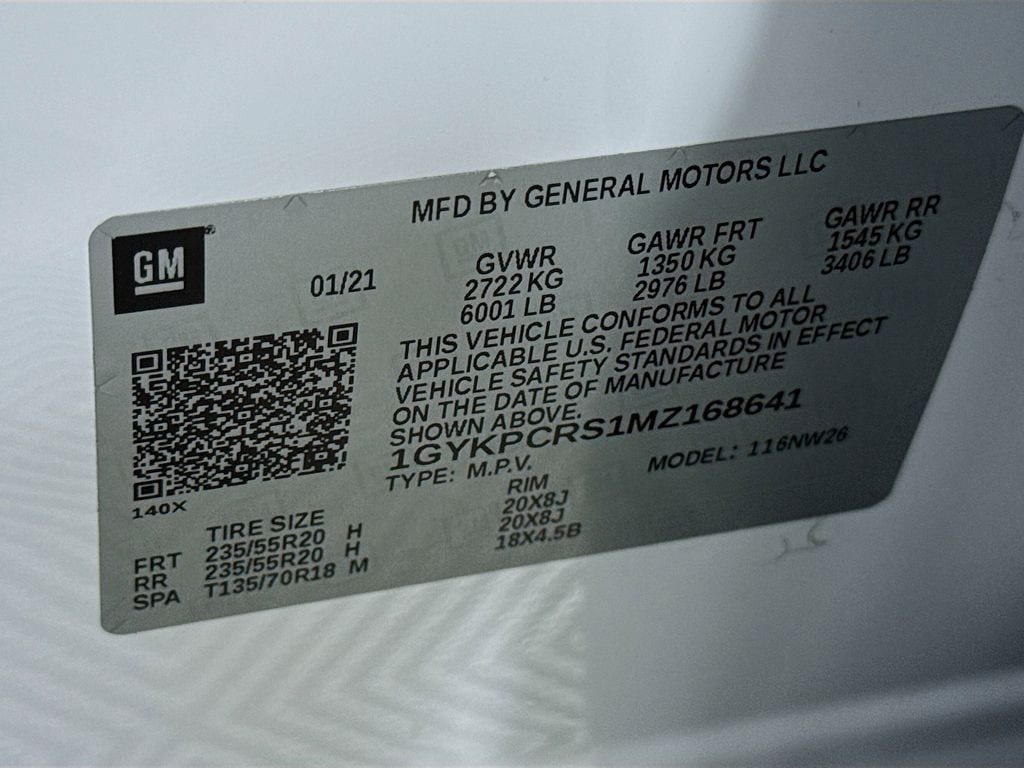 MFD BY GENERAL MOTORS LLC
GM
01/21
GVWR
2722 KG
6001 LB
GAWR FRT
1350 KG
2976 LB
GAWR RR
1545 KG
3406 LB
THIS VEHICLE CONFORMS TO ALL
APPLICABLE U.S. FEDERAL MOTOR
VEHICLE SAFETY STANDARDS IN EFFECT
ON THE DATE OF MANUFACTURE
SHOWN ABOVE.
1GYKPCRS1MZ168641
TYPE: M.P.V.
MODEL: 116NW26
140X
TIRE SIZE RIM
FRT 235/55R20 H 20X8J
RR 235/55R20 H 20X8J
SPA T135/70R18 M 18X4.5B